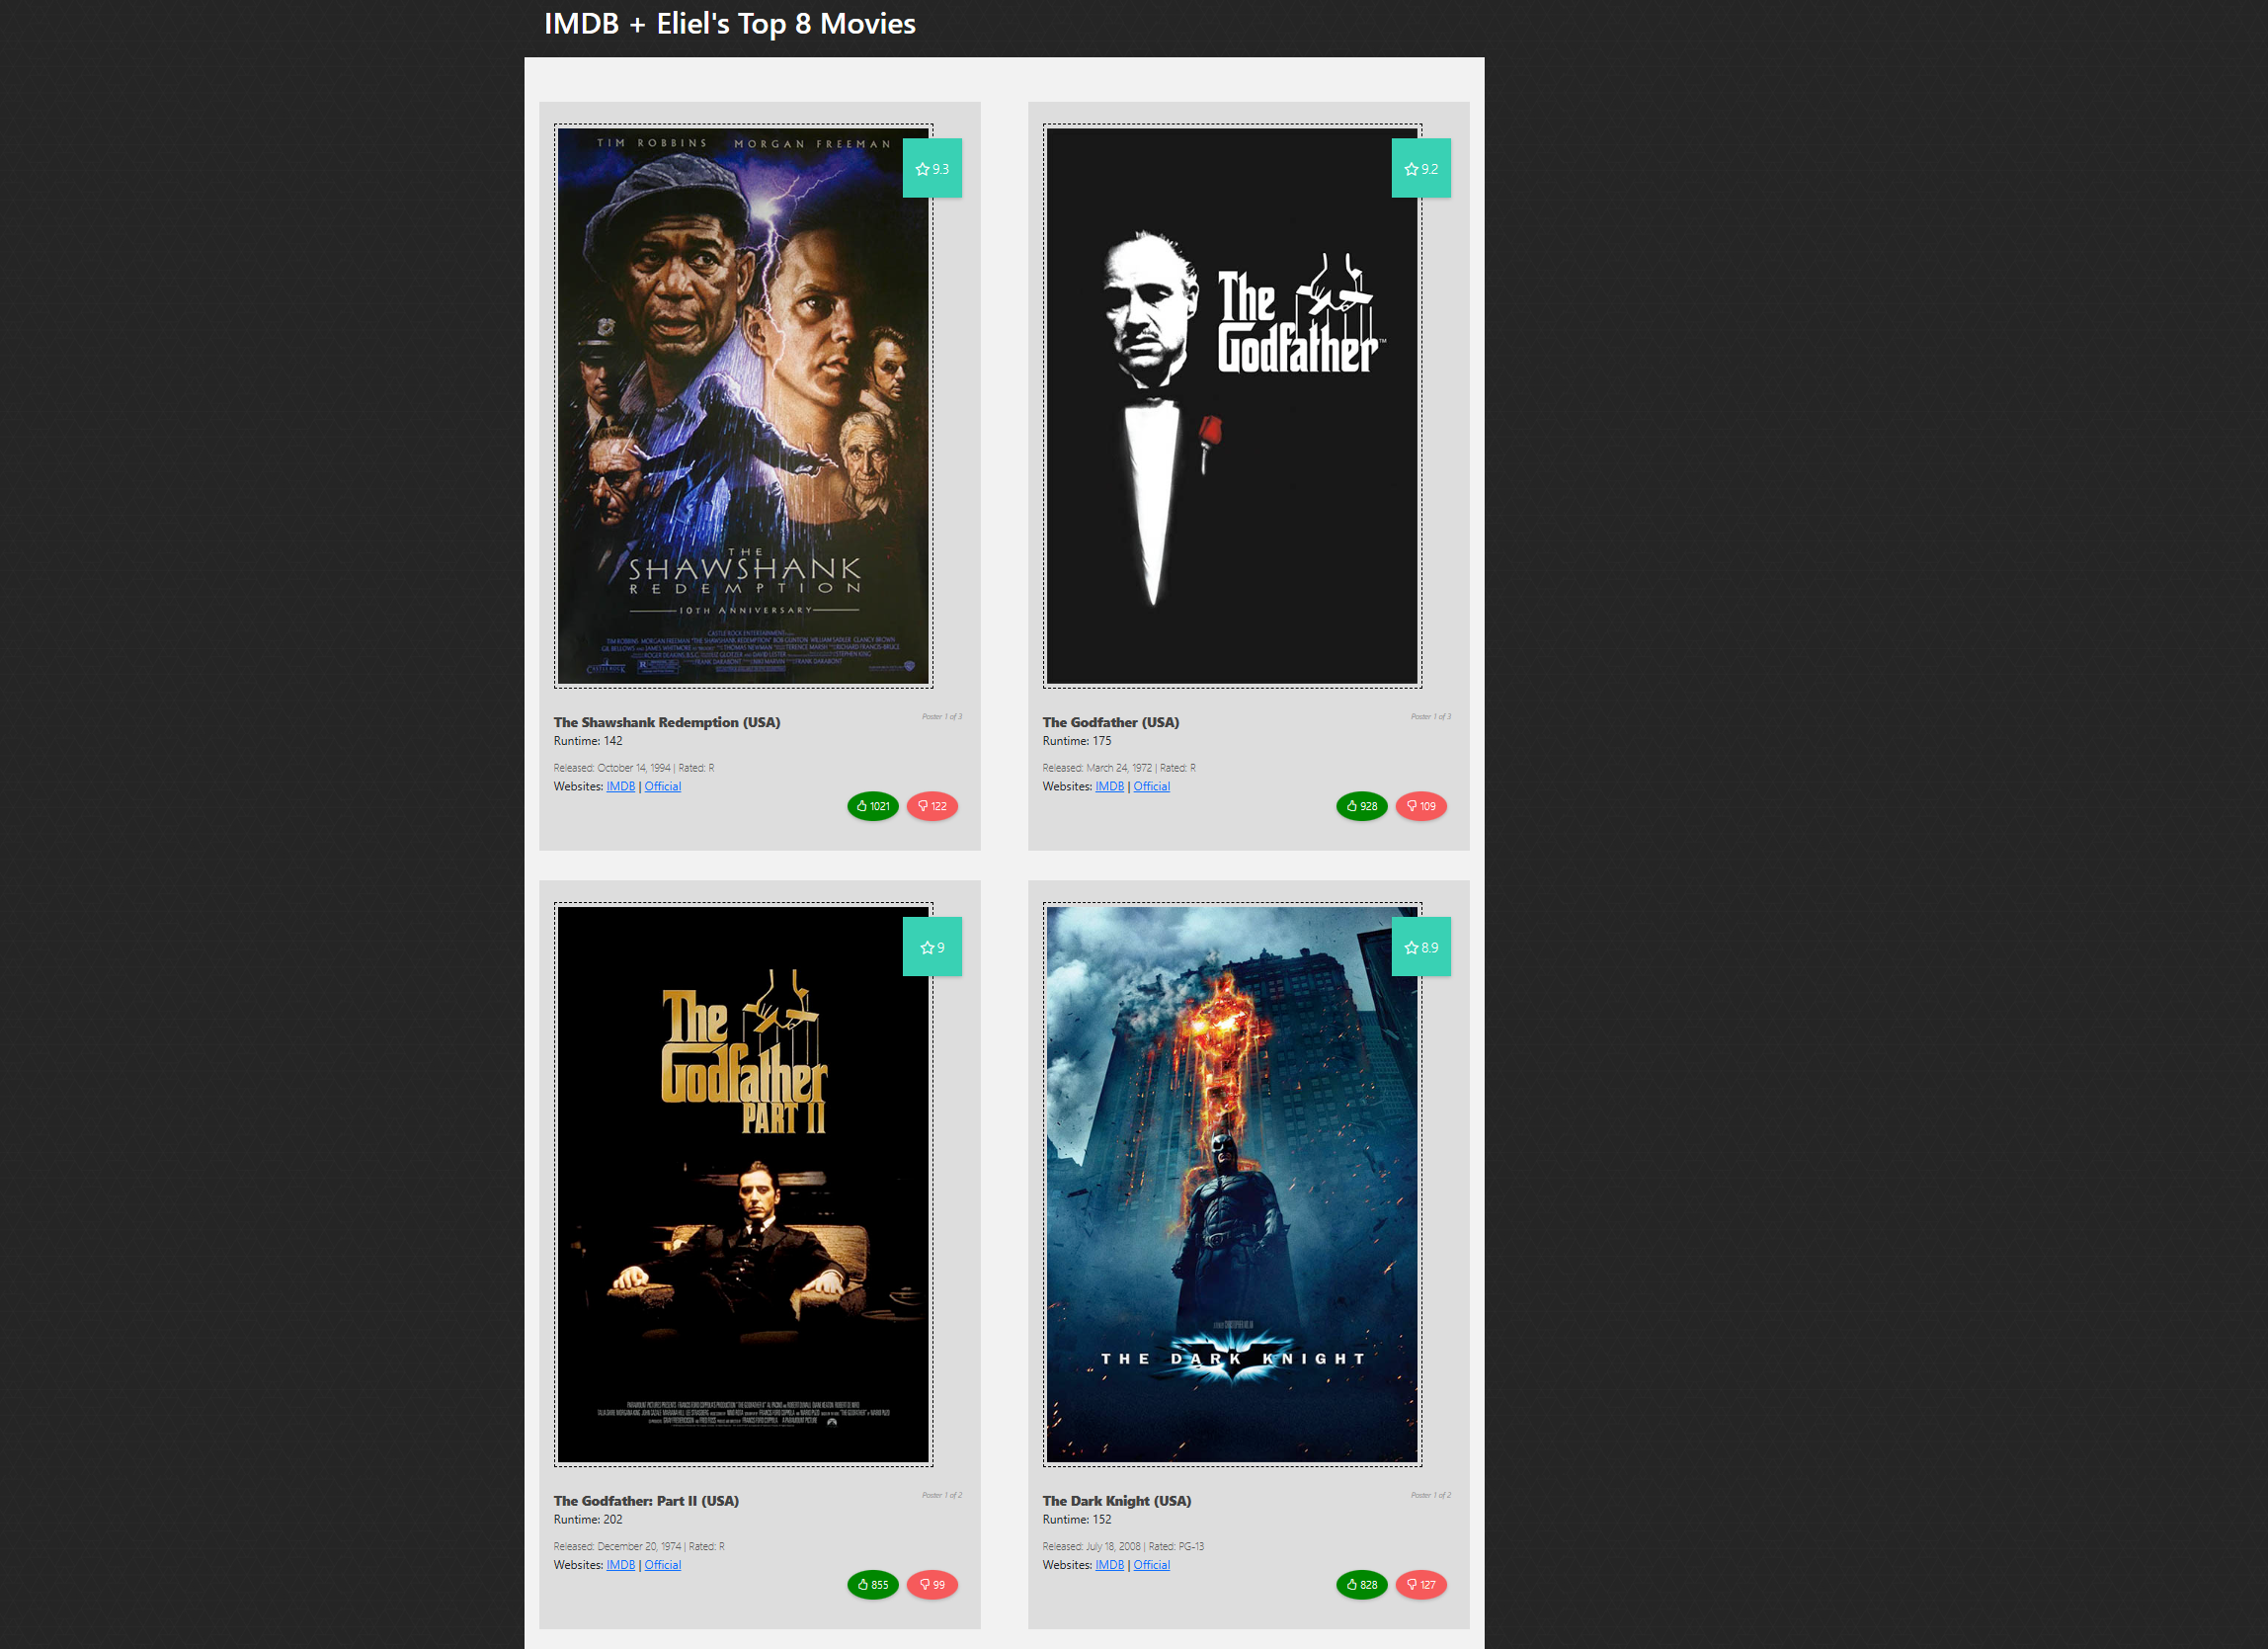 IMDB + Eliel's Top 8 Movies
TIM ROBBINS MORGAN FREEMAN
9.3
THE
SHAWSHANK
REDEMPTION
10TH ANNIVERSARY
The Shawshank Redemption (USA)
Poster 1 of 3
Runtime: 142
Released: October 14, 1994 | Rated: R
Websites: IMDB | Official
1021 122
9.2
The
Godfather™
The Godfather (USA)
Poster 1 of 3
Runtime: 175
Released: March 24, 1972 | Rated: R
Websites: IMDB | Official
928 109
9
The
Godfather
PART II
The Godfather: Part II (USA)
Poster 1 of 2
Runtime: 202
Released: December 20, 1974 | Rated: R
Websites: IMDB | Official
855 99
8.9
THE DARK KNIGHT
The Dark Knight (USA)
Poster 1 of 2
Runtime: 152
Released: July 18, 2008 | Rated: PG-13
Websites: IMDB | Official
828 127